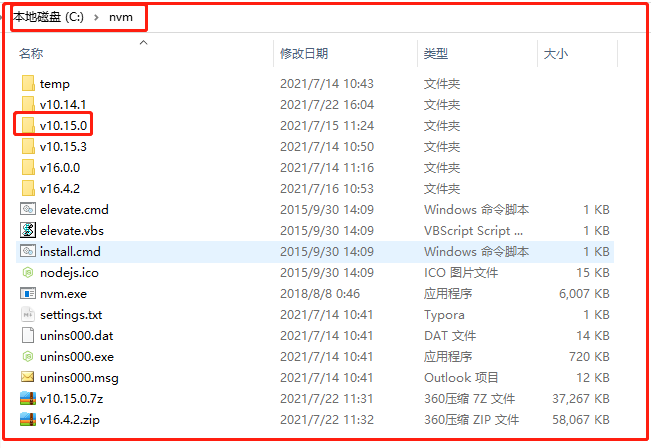 本地磁盘 (C:) › nvm
名称 修改日期 类型 大小
temp 2021/7/14 10:43 文件夹
v10.14.1 2021/7/22 16:04 文件夹
v10.15.0 2021/7/15 11:24 文件夹
v10.15.3 2021/7/14 10:50 文件夹
v16.0.0 2021/7/14 11:16 文件夹
v16.4.2 2021/7/16 10:53 文件夹
elevate.cmd 2015/9/30 14:09 Windows 命令脚本 1 KB
elevate.vbs 2015/9/30 14:09 VBScript Script ... 1 KB
install.cmd 2015/9/30 14:09 Windows 命令脚本 1 KB
nodejs.ico 2015/9/30 14:09 ICO 图片文件 15 KB
nvm.exe 2018/8/8 0:46 应用程序 6,007 KB
settings.txt 2021/7/14 10:41 Typora 1 KB
unins000.dat 2021/7/14 10:41 DAT 文件 14 KB
unins000.exe 2021/7/14 10:41 应用程序 720 KB
unins000.msg 2021/7/14 10:41 Outlook 项目 12 KB
v10.15.0.7z 2021/7/22 11:31 360压缩 7Z 文件 37,267 KB
v16.4.2.zip 2021/7/22 11:32 360压缩 ZIP 文件 58,067 KB